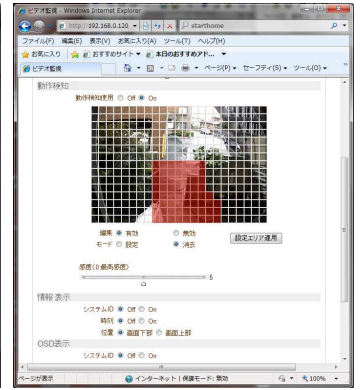 ビデオ監視 - Windows Internet Explorer
http://192.168.0.120
starthome
ファイル(F) 編集(E) 表示(V) お気に入り(A) ツール(T) ヘルプ(H)
お気に入り おすすめサイト 本日のおすすめアド...
ビデオ監視 ページ(P) セーフティ(S) ツール(O)
動作検知
動作検知使用 Off On
編集 有効 無効
モード 設定 消去
設定エリア適用
感度(0:最高感度)
5
情報表示
システムID Off On
時刻 Off On
位置 画面下部 画面上部
OSD表示
システムID Off On
ページが表示 インターネット | 保護モード: 無効 100%